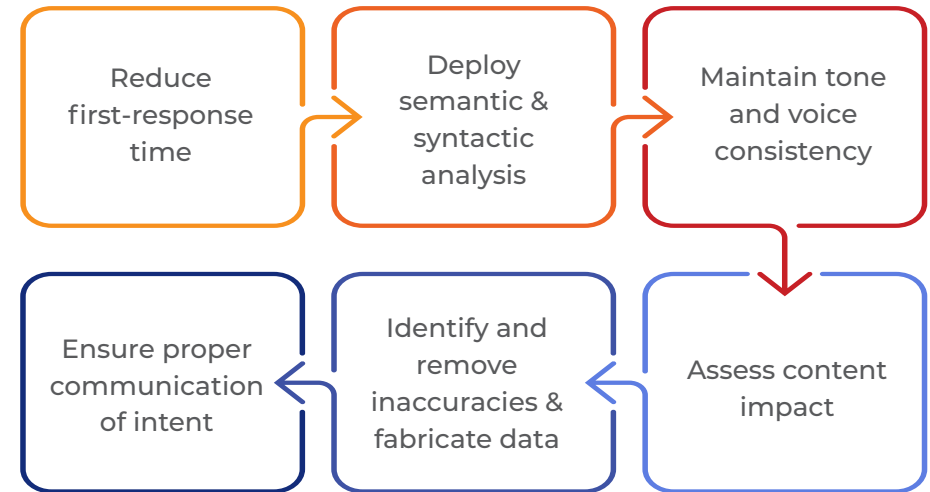 Reduce
first-response
time
Deploy
semantic &
syntactic
analysis
Maintain tone
and voice
consistency
Assess content
impact
Identify and
remove
inaccuracies &
fabricate data
Ensure proper
communication
of intent